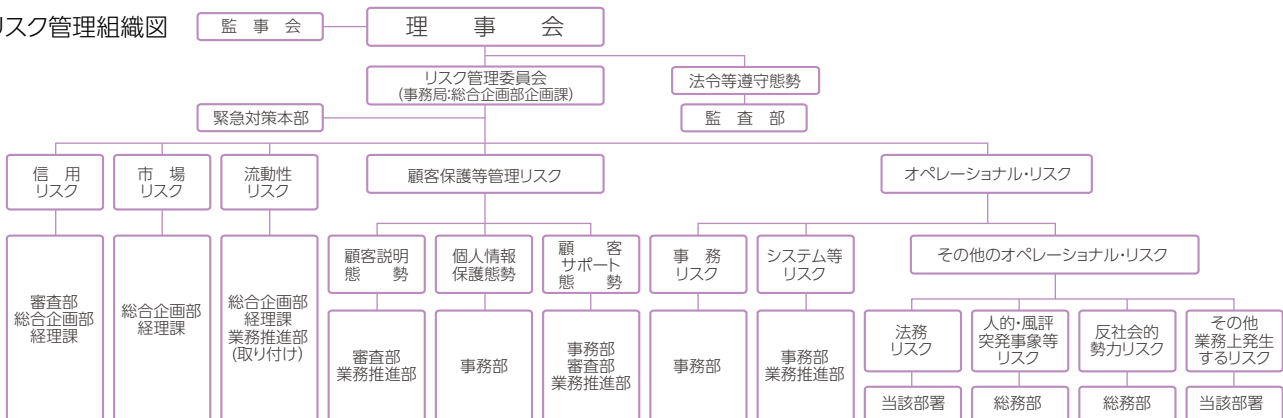 リスク管理組織図
監事会
理事会
リスク管理委員会
(事務局:総合企画部企画課)
法令等遵守態勢
緊急対策本部
監査部
信用
リスク
市場
リスク
流動性
リスク
顧客保護等管理リスク
オペレーショナル・リスク
審査部
総合企画部
経理課
総合企画部
経理課
総合企画部
経理課
業務推進部
(取り付け)
顧客説明
態勢
個人情報
保護態勢
顧客
サポート
態勢
事務
リスク
システム等
リスク
その他のオペレーショナル・リスク
審査部
業務推進部
事務部
事務部
審査部
業務推進部
事務部
事務部
業務推進部
法務
リスク
人的・風評
突発事象等
リスク
反社会的
勢力リスク
その他
業務上発生
するリスク
当該部署
総務部
総務部
当該部署